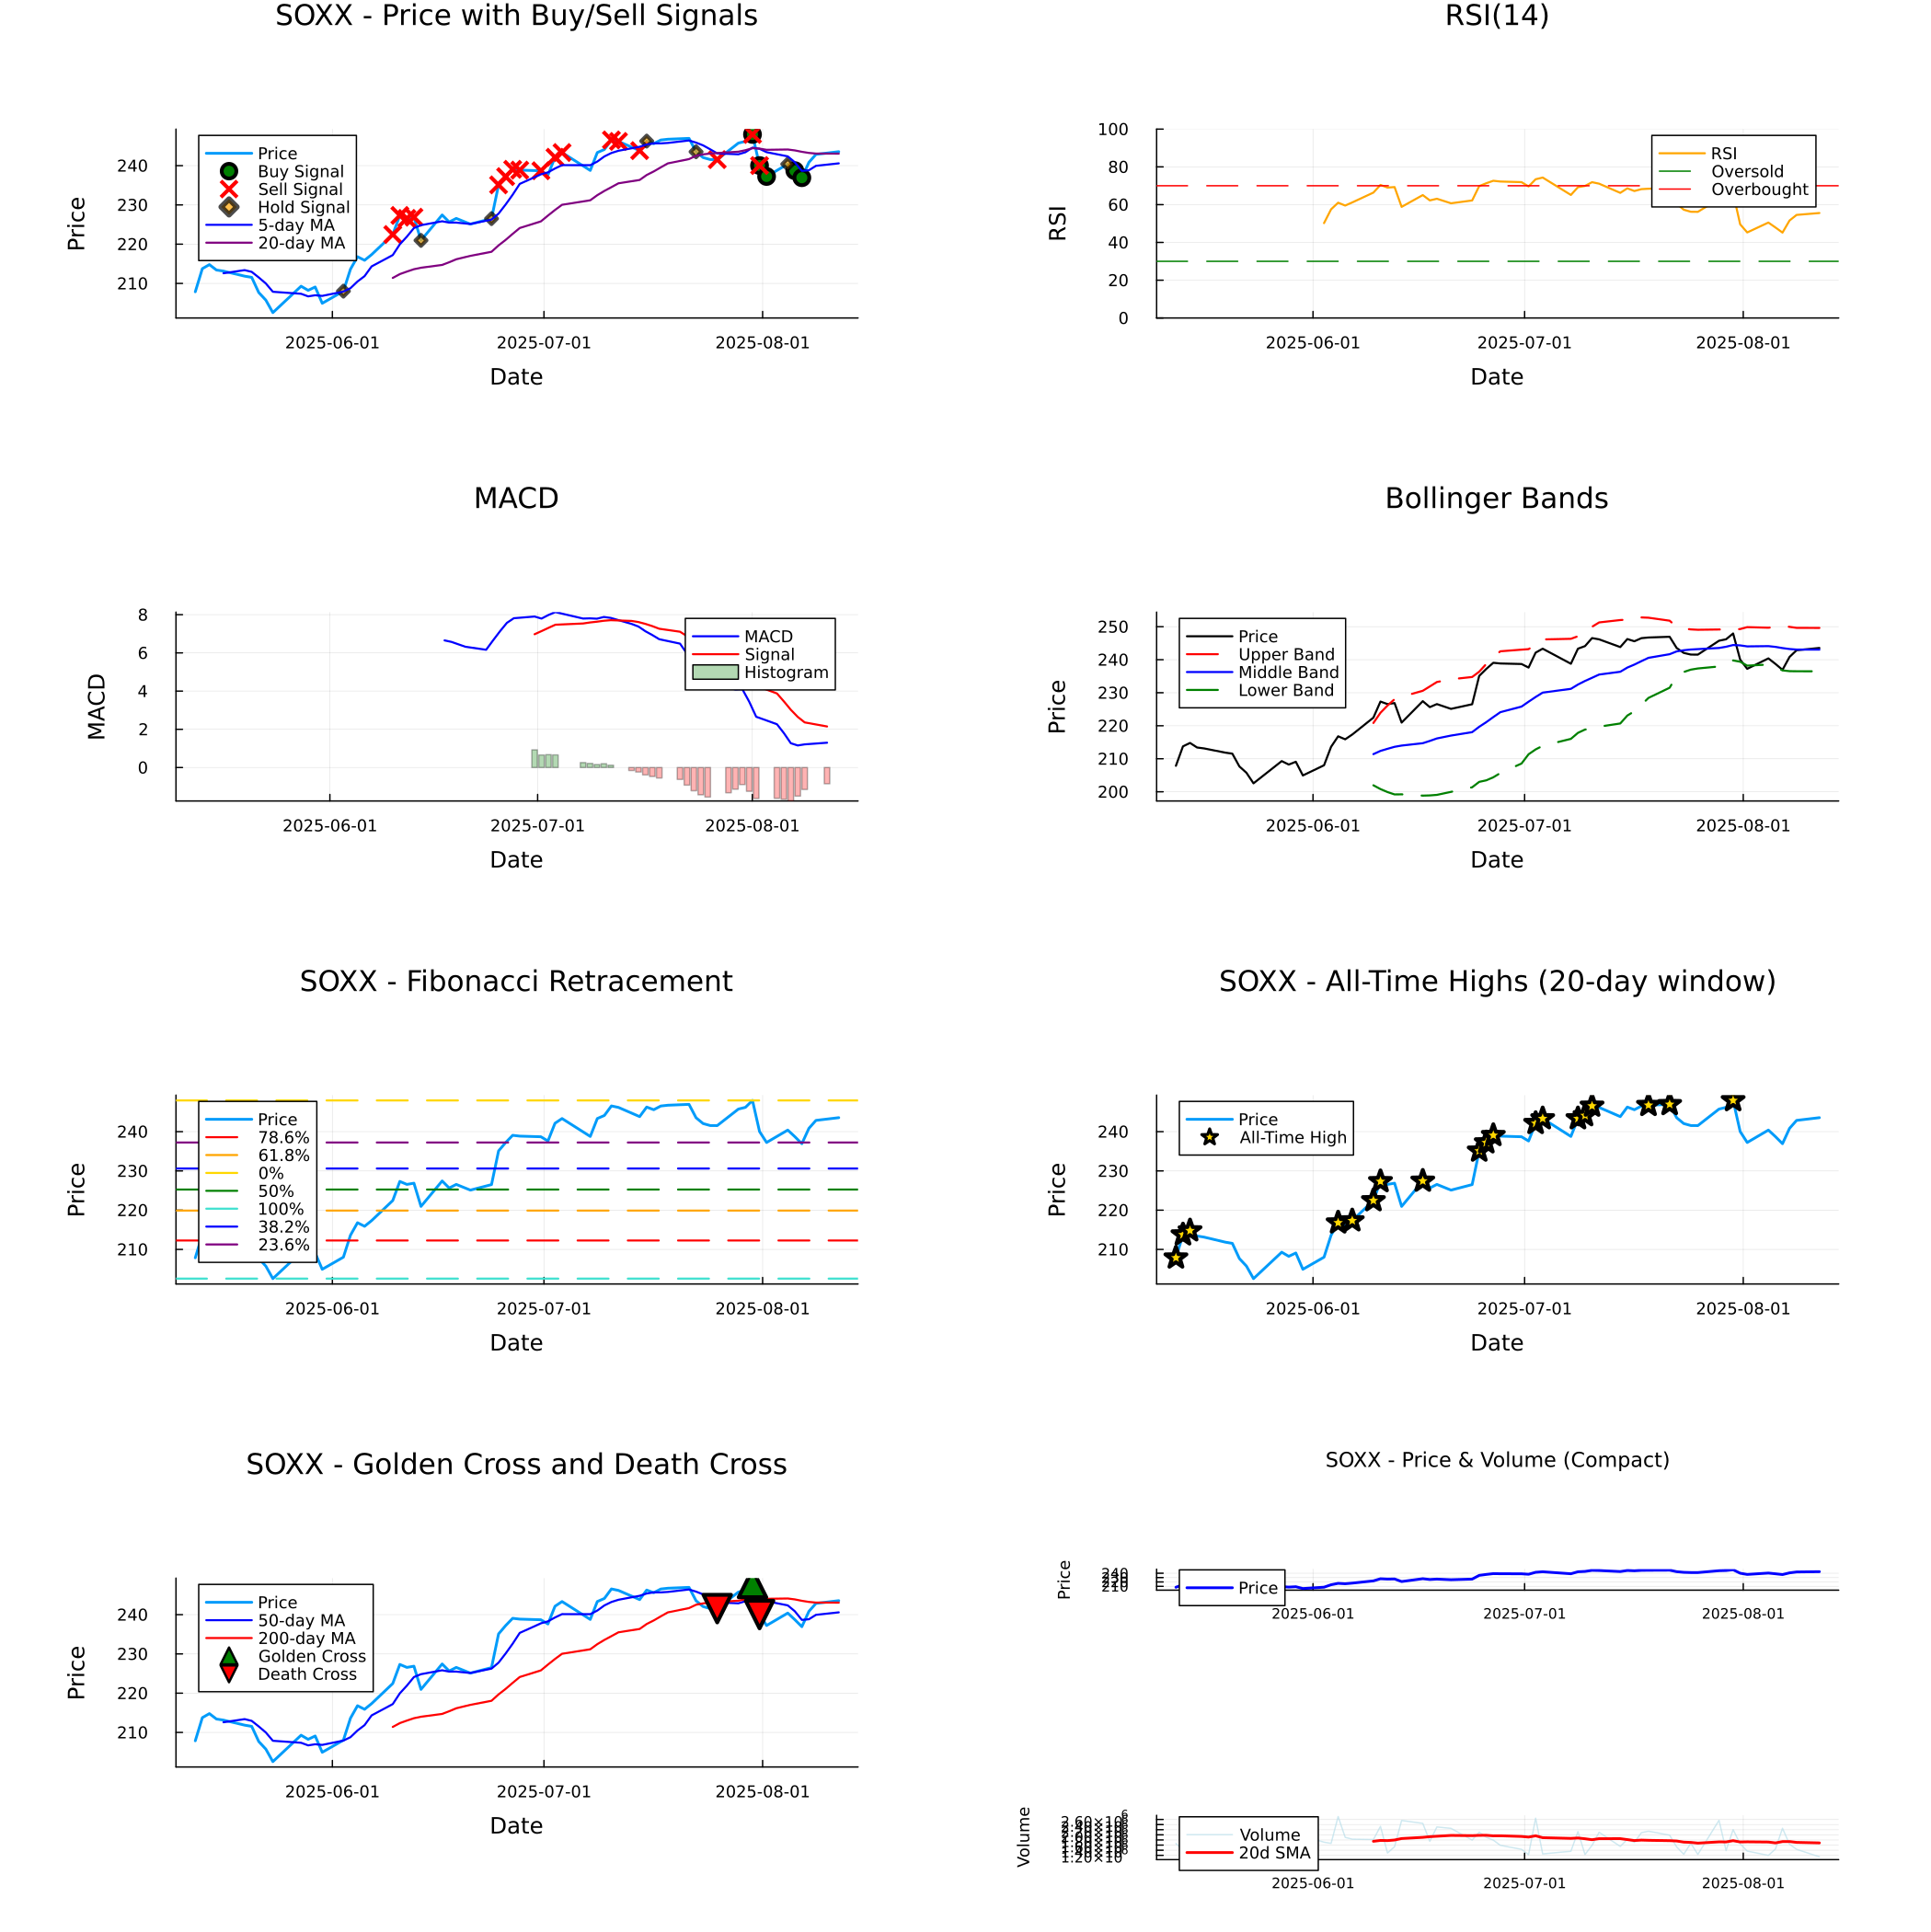 SOXX - Price with Buy/Sell Signals
Price
240
230
220
210
Price
Buy Signal
Sell Signal
Hold Signal
5-day MA
20-day MA
2025-06-01
2025-07-01
2025-08-01
Date
RSI(14)
RSI
100
80
60
40
20
0
RSI
Oversold
Overbought
2025-06-01
2025-07-01
2025-08-01
Date
MACD
MACD
8
6
4
2
0
MACD
Signal
Histogram
2025-06-01
2025-07-01
2025-08-01
Date
Bollinger Bands
Price
250
240
230
220
210
200
Price
Upper Band
Middle Band
Lower Band
2025-06-01
2025-07-01
2025-08-01
Date
SOXX - Fibonacci Retracement
Price
240
230
220
210
Price
78.6%
61.8%
0%
50%
100%
38.2%
23.6%
2025-06-01
2025-07-01
2025-08-01
Date
SOXX - All-Time Highs (20-day window)
Price
240
230
220
210
Price
All-Time High
2025-06-01
2025-07-01
2025-08-01
Date
SOXX - Golden Cross and Death Cross
Price
240
230
220
210
Price
50-day MA
200-day MA
Golden Cross
Death Cross
2025-06-01
2025-07-01
2025-08-01
Date
SOXX - Price & Volume (Compact)
Price
240
210
Price
2025-06-01
2025-07-01
2025-08-01
Volume
Volume
20d SMA
2025-06-01
2025-07-01
2025-08-01